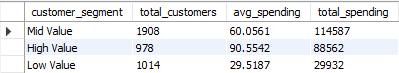 customer_segment total_customers avg_spending total_spending
Mid Value 1908 60.0561 114587
High Value 978 90.5542 88562
Low Value 1014 29.5187 29932